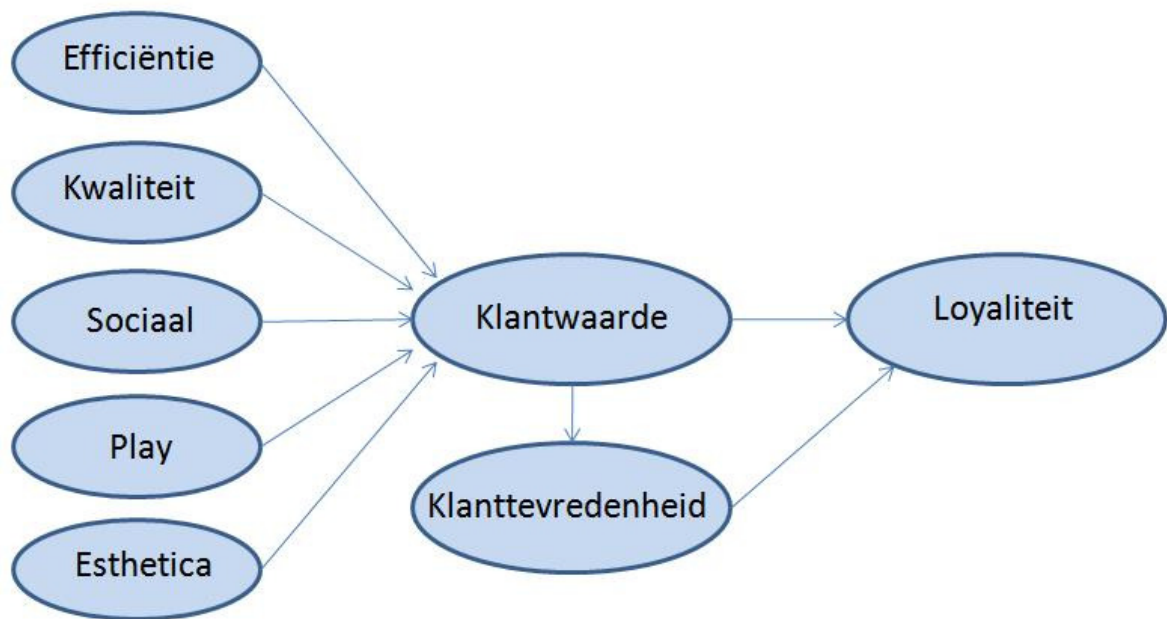 Efficiëntie
Kwaliteit
Sociaal
Play
Esthetica
Klantwaarde
Klanttevredenheid
Loyaliteit